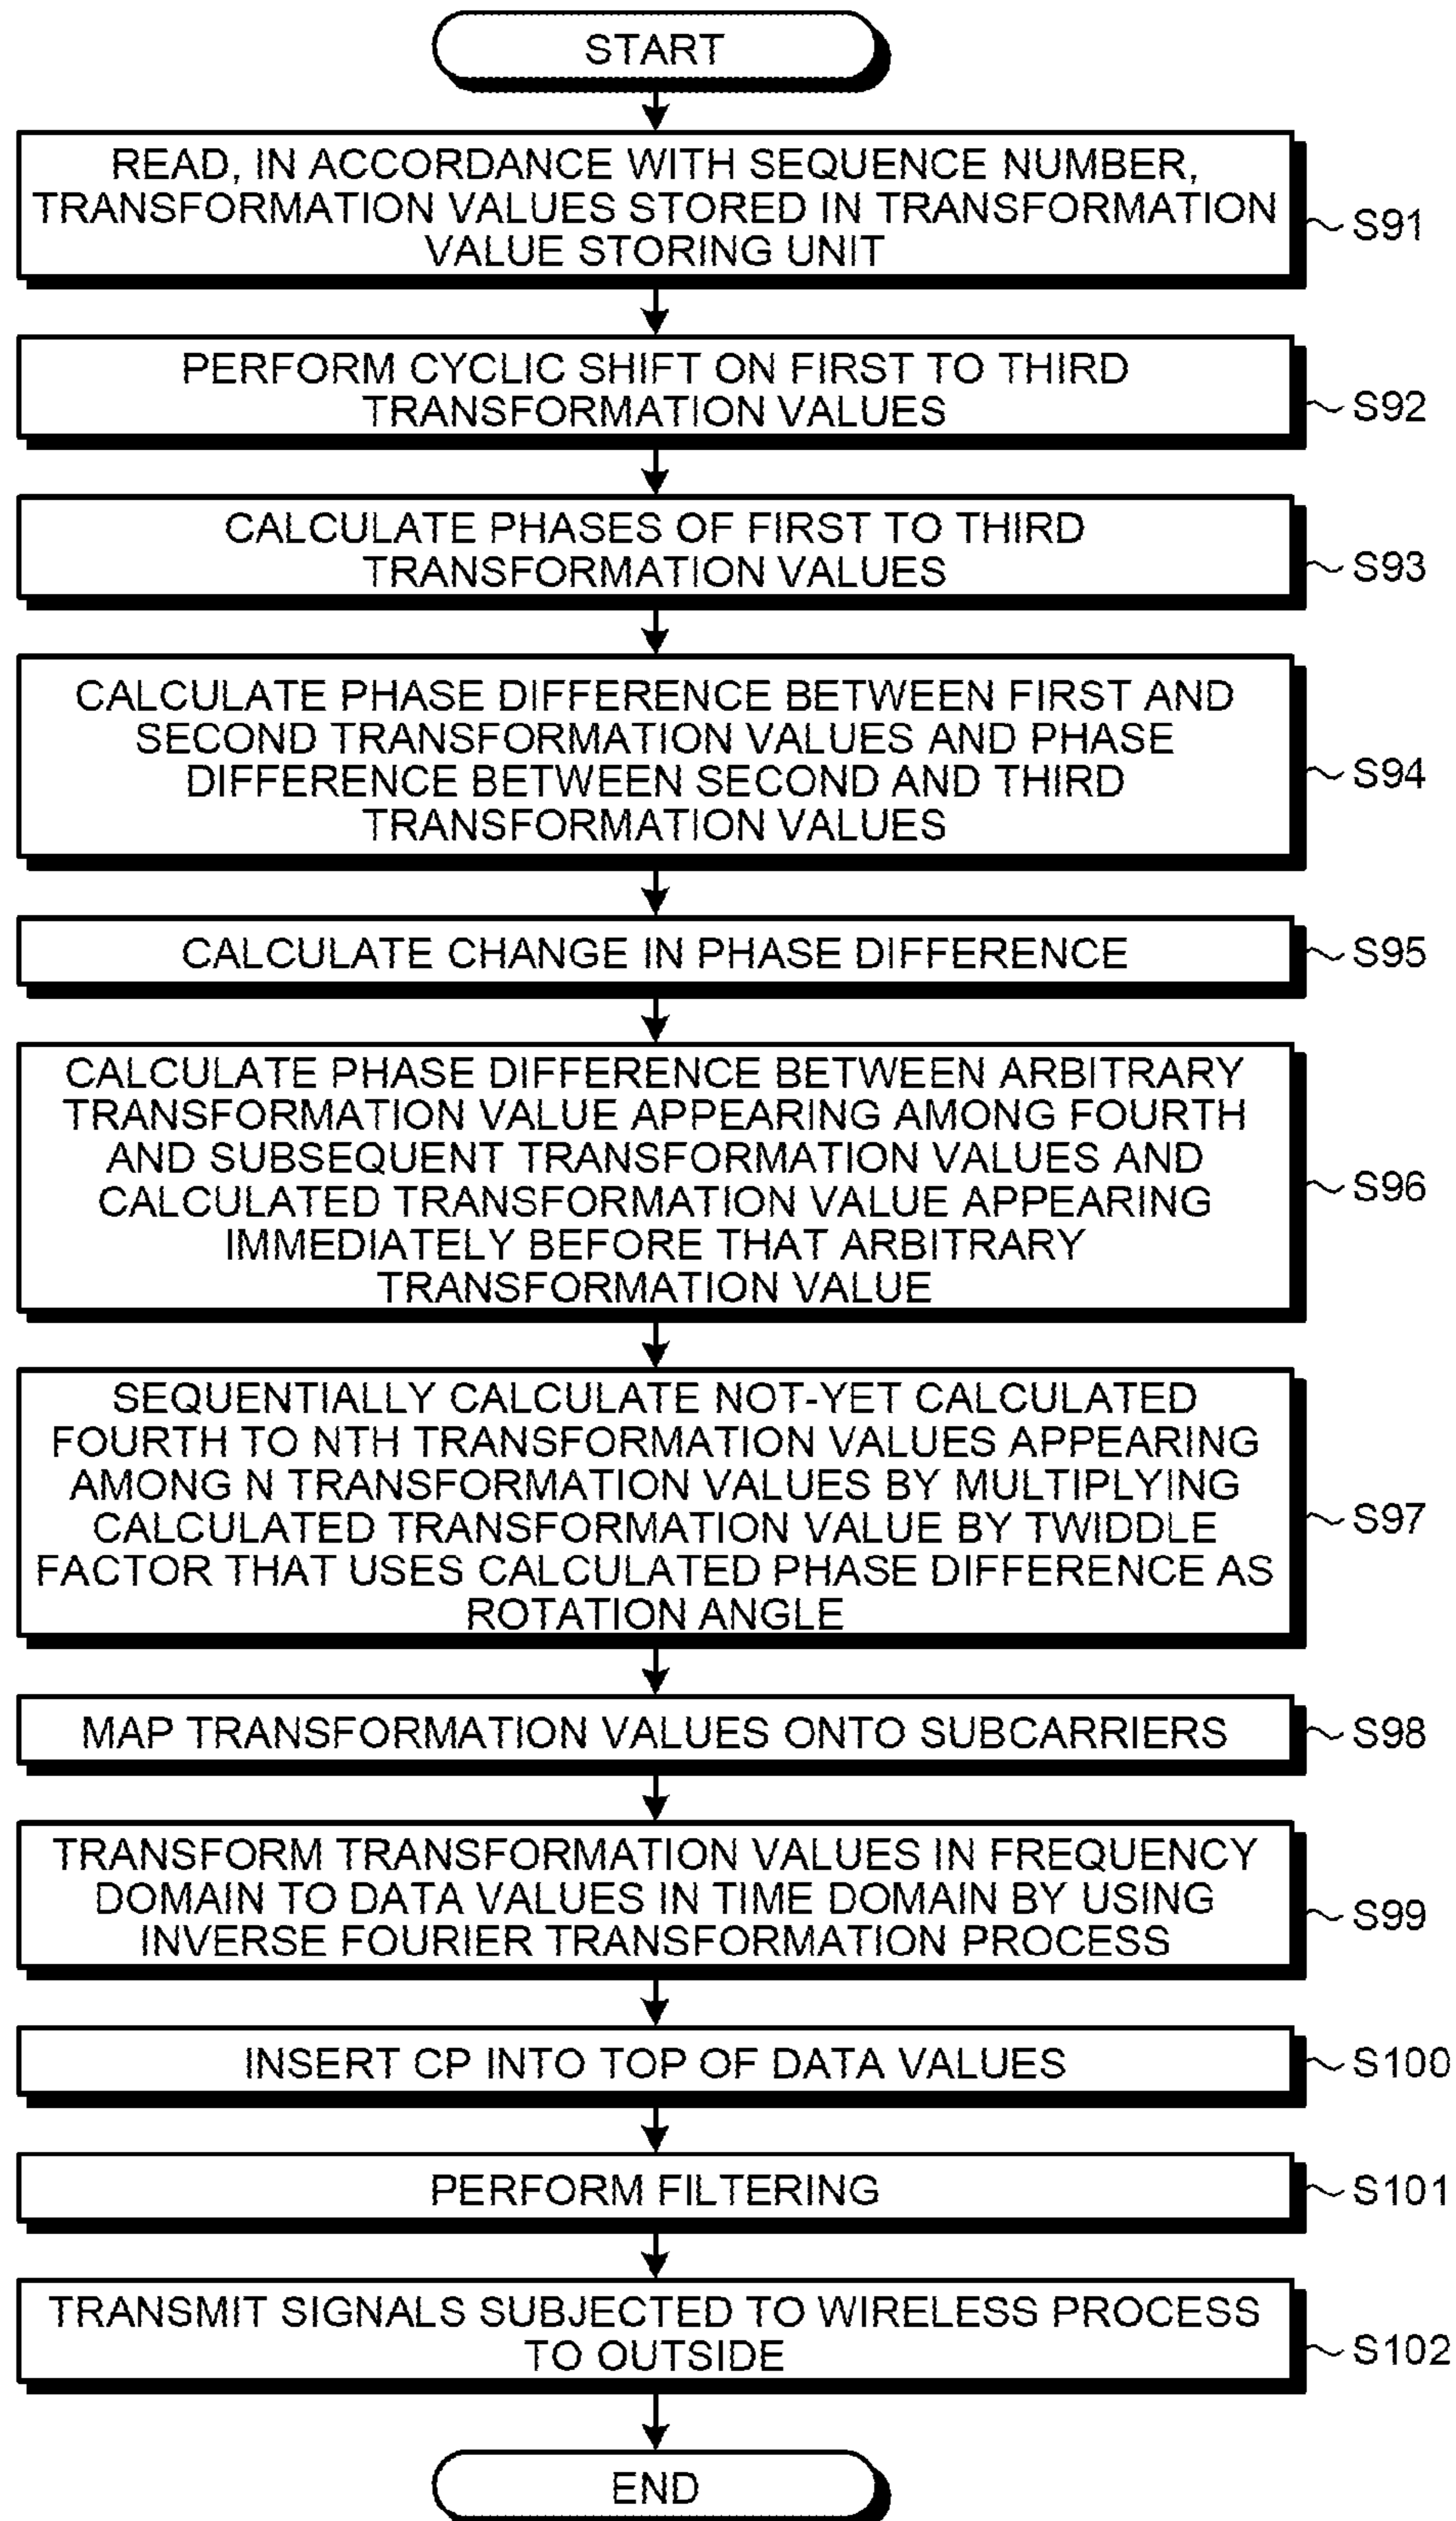 START
READ, IN ACCORDANCE WITH SEQUENCE NUMBER,
TRANSFORMATION VALUES STORED IN TRANSFORMATION
VALUE STORING UNIT
S91
PERFORM CYCLIC SHIFT ON FIRST TO THIRD
TRANSFORMATION VALUES
S92
CALCULATE PHASES OF FIRST TO THIRD
TRANSFORMATION VALUES
S93
CALCULATE PHASE DIFFERENCE BETWEEN FIRST AND
SECOND TRANSFORMATION VALUES AND PHASE
DIFFERENCE BETWEEN SECOND AND THIRD
TRANSFORMATION VALUES
S94
CALCULATE CHANGE IN PHASE DIFFERENCE
S95
CALCULATE PHASE DIFFERENCE BETWEEN ARBITRARY
TRANSFORMATION VALUE APPEARING AMONG FOURTH
AND SUBSEQUENT TRANSFORMATION VALUES AND
CALCULATED TRANSFORMATION VALUE APPEARING
IMMEDIATELY BEFORE THAT ARBITRARY
TRANSFORMATION VALUE
S96
SEQUENTIALLY CALCULATE NOT-YET CALCULATED
FOURTH TO NTH TRANSFORMATION VALUES APPEARING
AMONG N TRANSFORMATION VALUES BY MULTIPLYING
CALCULATED TRANSFORMATION VALUE BY TWIDDLE
FACTOR THAT USES CALCULATED PHASE DIFFERENCE AS
ROTATION ANGLE
S97
MAP TRANSFORMATION VALUES ONTO SUBCARRIERS
S98
TRANSFORM TRANSFORMATION VALUES IN FREQUENCY
DOMAIN TO DATA VALUES IN TIME DOMAIN BY USING
INVERSE FOURIER TRANSFORMATION PROCESS
S99
INSERT CP INTO TOP OF DATA VALUES
S100
PERFORM FILTERING
S101
TRANSMIT SIGNALS SUBJECTED TO WIRELESS PROCESS
TO OUTSIDE
S102
END